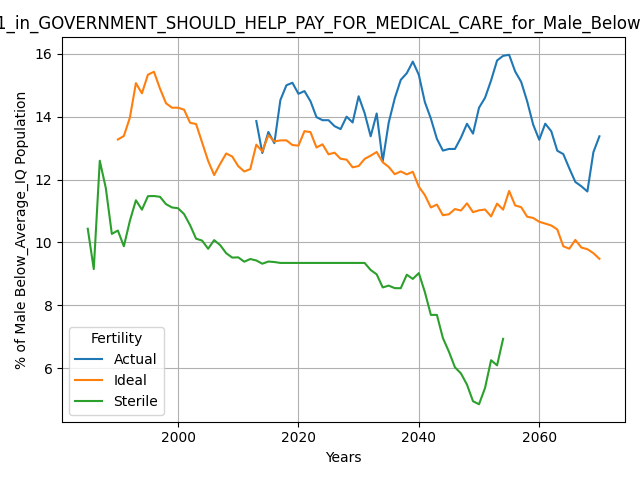 1_in_GOVERNMENT_SHOULD_HELP_PAY_FOR_MEDICAL_CARE_for_Male_Below
% of Male Below_Average_IQ Population
16
14
12
10
8
6
Fertility
Actual
Ideal
Sterile
2000 2020 2040 2060
Years